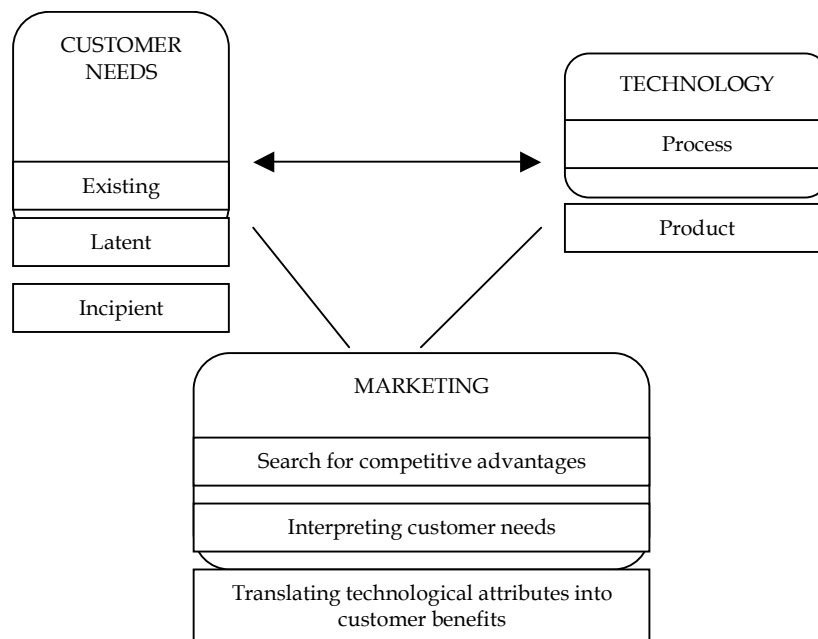 CUSTOMER
NEEDS
Existing
Latent
Incipient
TECHNOLOGY
Process
Product
MARKETING
Search for competitive advantages
Interpreting customer needs
Translating technological attributes into
customer benefits